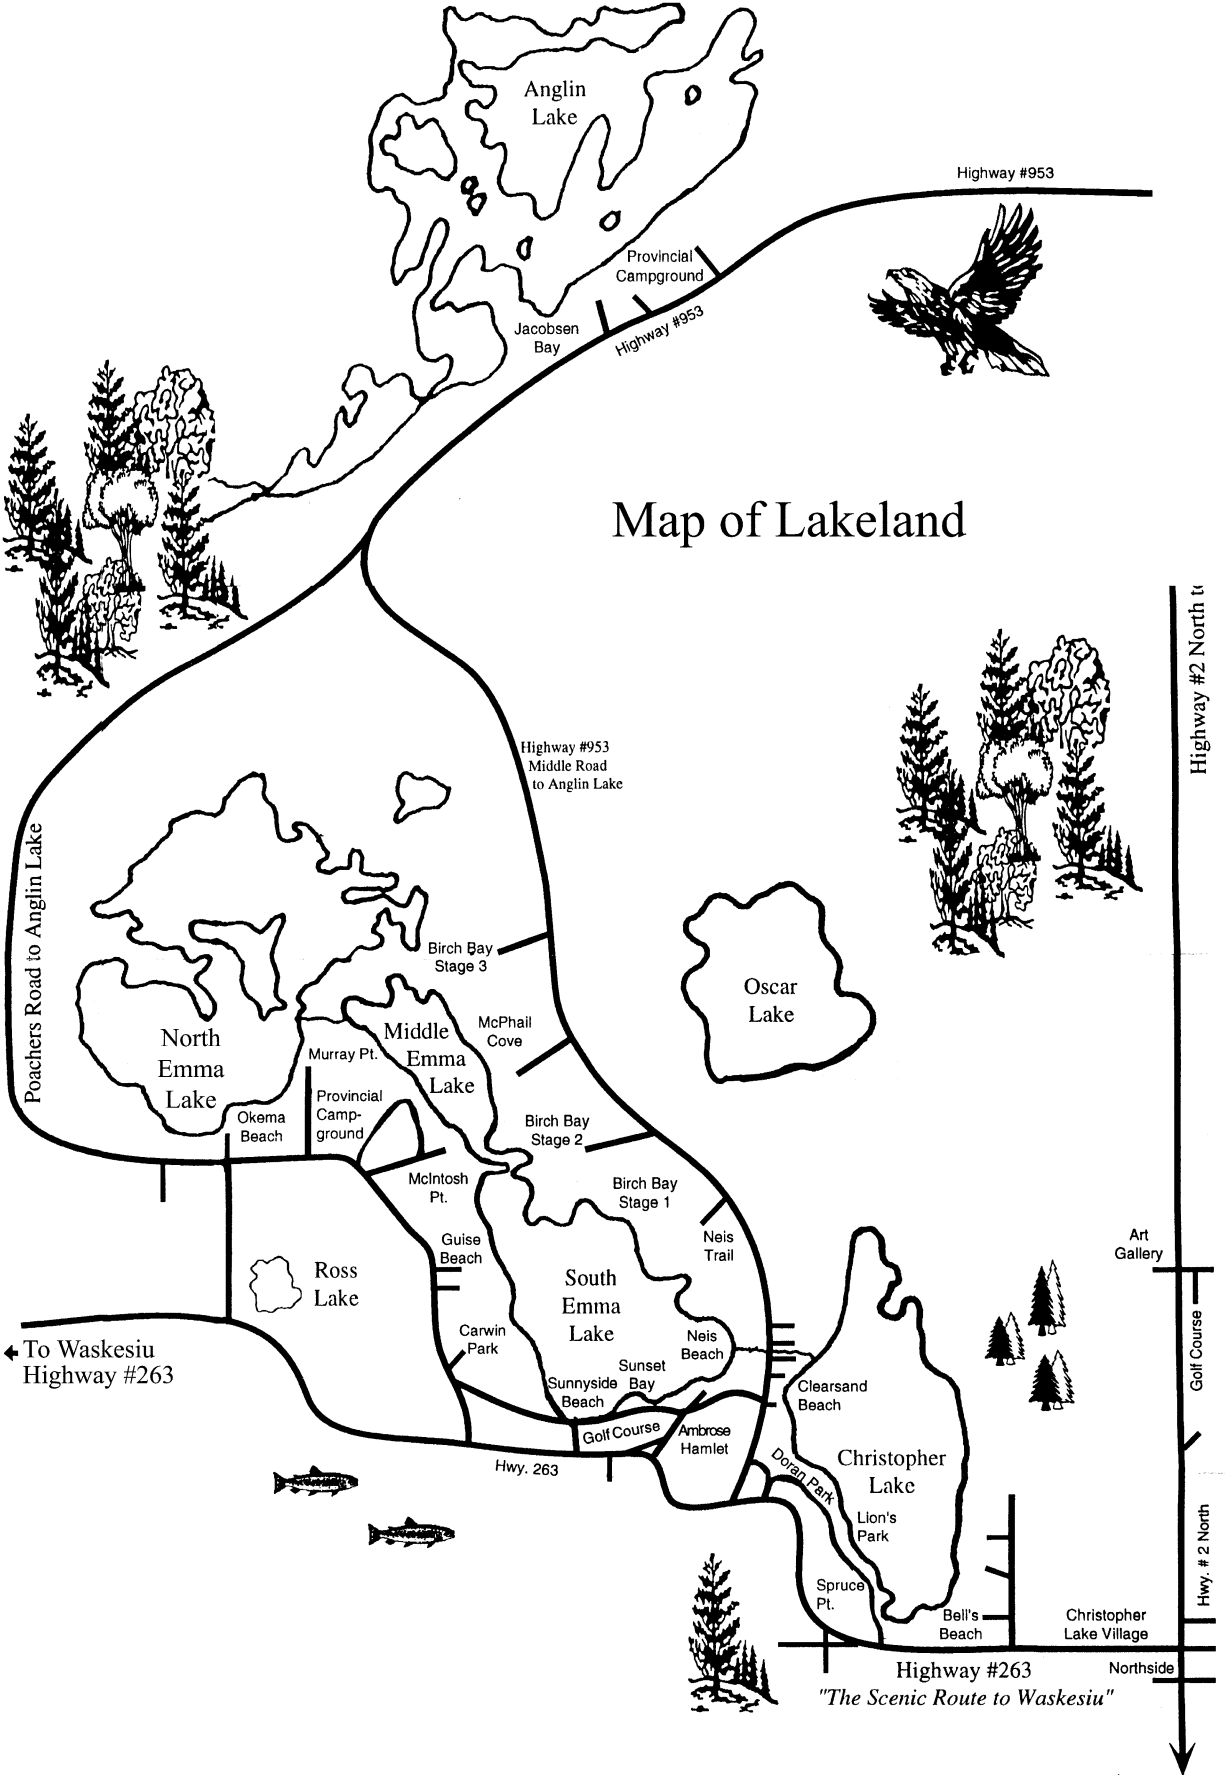 Anglin
Lake
Highway #953
Provincial
Campground
Jacobsen
Bay
Highway #953
Map of Lakeland
Highway #2 North to
Highway #953
Middle Road
to Anglin Lake
Poachers Road to Anglin Lake
Birch Bay
Stage 3
Oscar
Lake
North
Emma
Lake
Middle
Emma
Lake
McPhail
Cove
Murray Pt.
Okema
Beach
Provincial
Camp-
ground
Birch Bay
Stage 2
McIntosh
Pt.
Birch Bay
Stage 1
Neis
Trail
Guise
Beach
Art
Gallery
Ross
Lake
South
Emma
Lake
Golf Course
To Waskesiu
Highway #263
Carwin
Park
Neis
Beach
Sunset
Bay
Sunnyside
Beach
Clearsand
Beach
Golf Course
Ambrose
Hamlet
Hwy. 263
Doran Park
Christopher
Lake
Lion's
Park
Hwy. # 2 North
Spruce
Pt.
Bell's
Beach
Christopher
Lake Village
Highway #263
"The Scenic Route to Waskesiu"
Northside